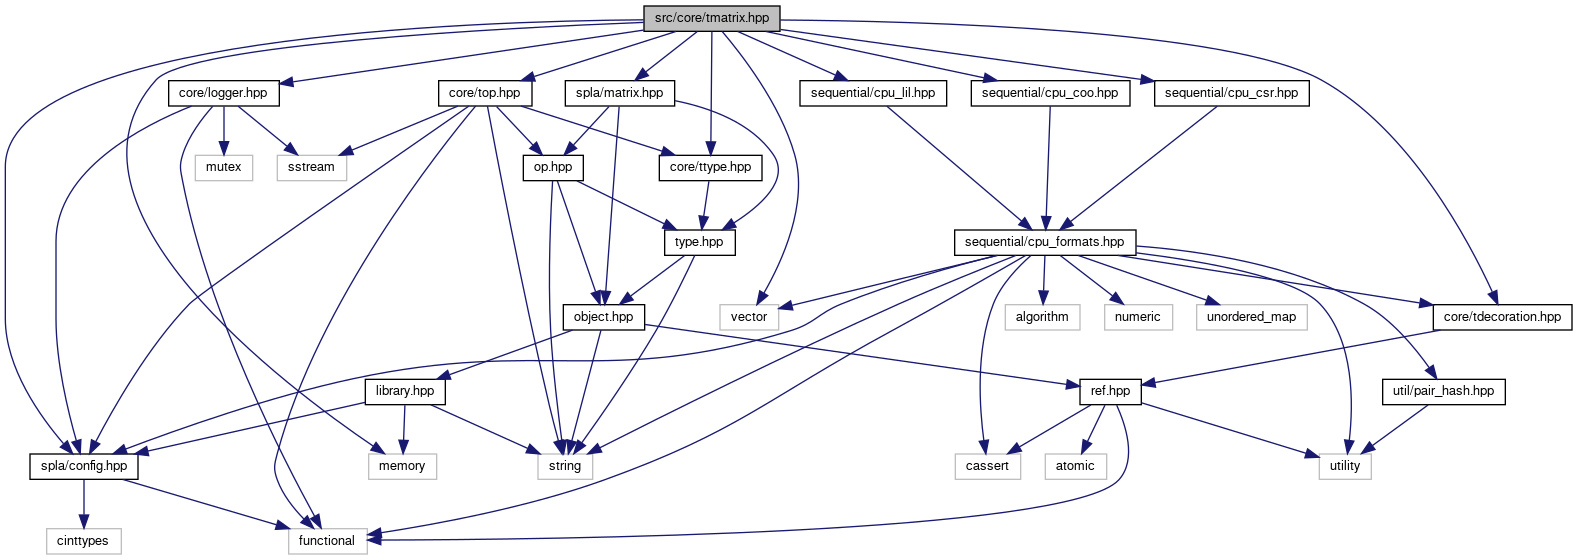 src/core/tmatrix.hpp
core/logger.hpp
core/top.hpp
spla/matrix.hpp
sequential/cpu_lil.hpp
sequential/cpu_coo.hpp
sequential/cpu_csr.hpp
mutex
sstream
op.hpp
core/ttype.hpp
type.hpp
sequential/cpu_formats.hpp
object.hpp
vector
algorithm
numeric
unordered_map
core/tdecoration.hpp
library.hpp
ref.hpp
util/pair_hash.hpp
spla/config.hpp
memory
string
cassert
atomic
utility
cinttypes
functional